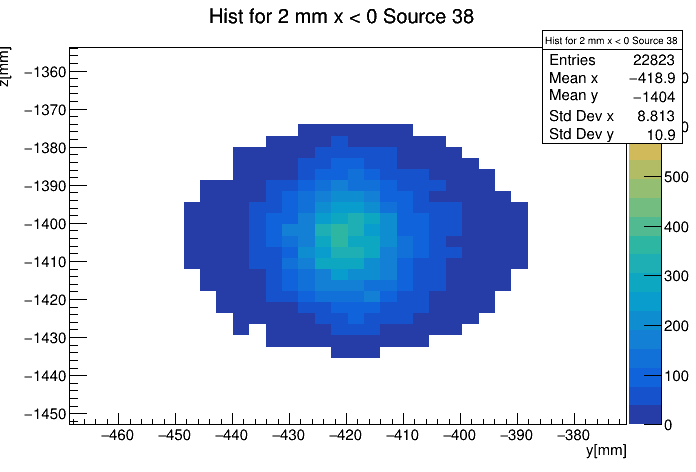 Hist for 2 mm x < 0 Source 38
z[mm]
Hist for 2 mm x < 0 Source 38
Entries 22823
Mean x −418.9
Mean y −1404
Std Dev x 8.813
Std Dev y 10.9
−1360
−1370
−1380
−1390
−1400
−1410
−1420
−1430
−1440
−1450
−460 −450 −440 −430 −420 −410 −400 −390 −380
y[mm]
500
400
300
200
100
0